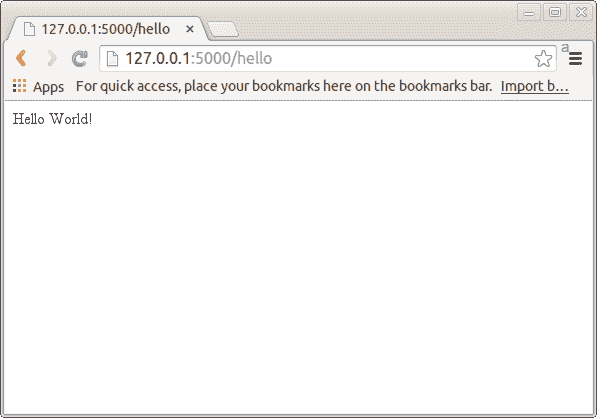 127.0.0.1:5000/hello
127.0.0.1:5000/hello
a
Apps For quick access, place your bookmarks here on the bookmarks bar. Import b...
Hello World!